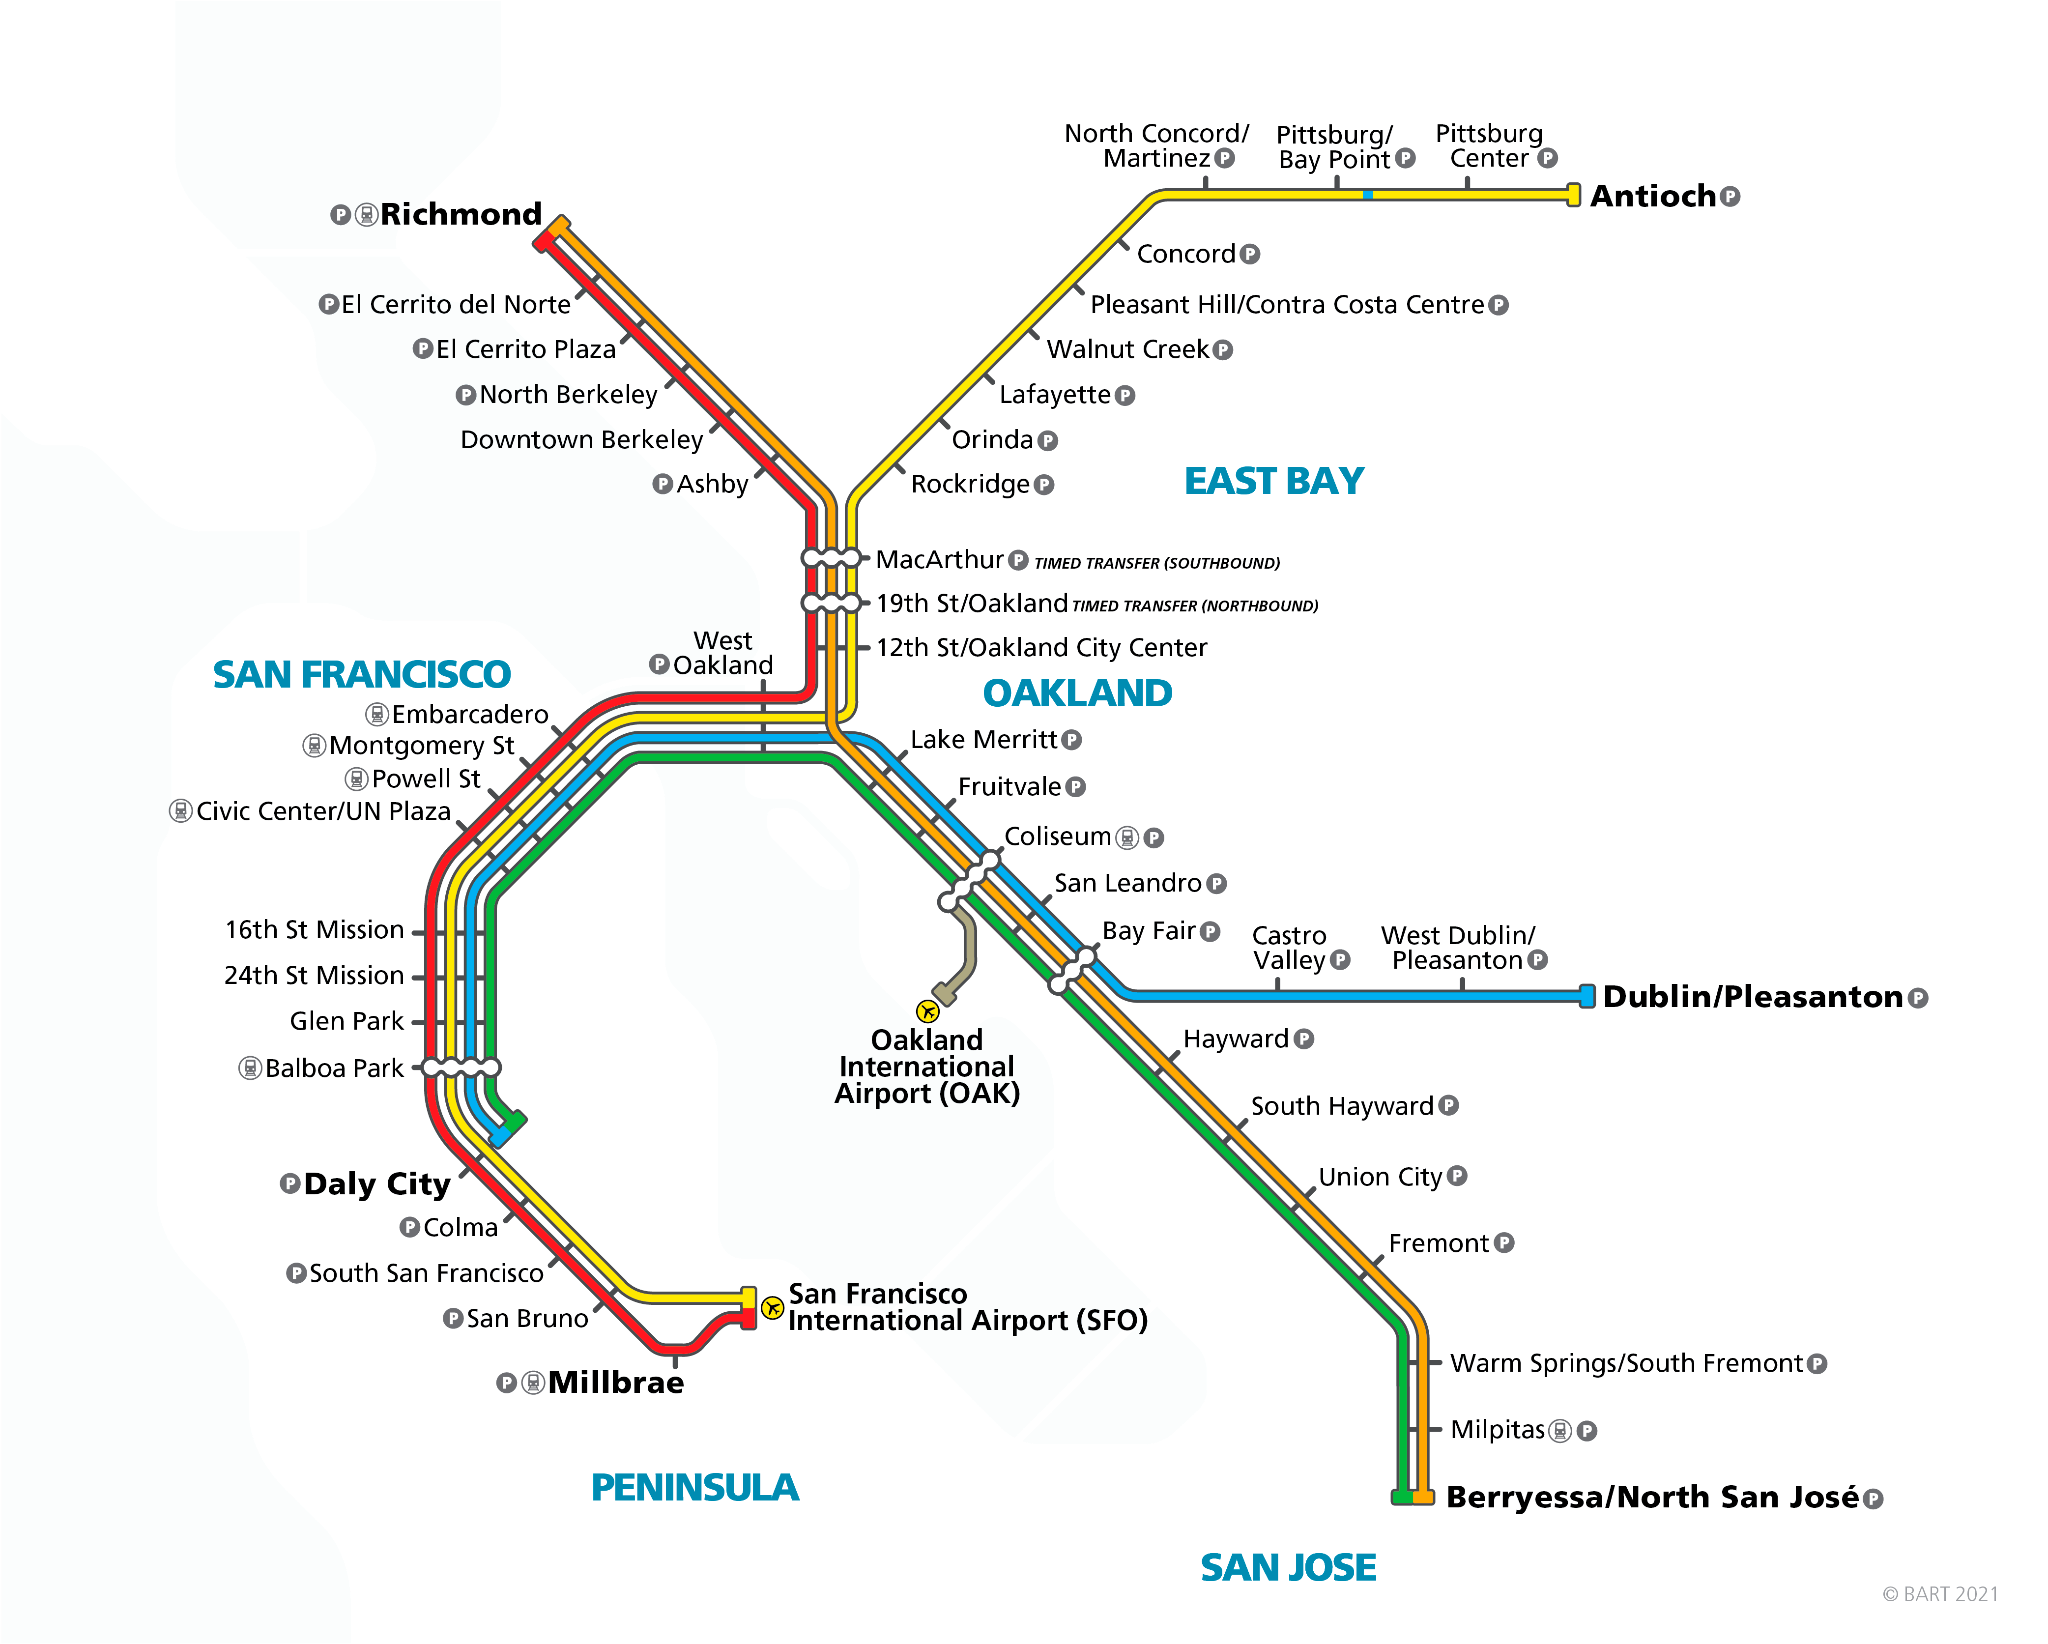 North Concord/
Martinez P
Pittsburg/
Bay Point P
Pittsburg
Center P
Antioch P
P Richmond
Concord P
P El Cerrito del Norte
Pleasant Hill/Contra Costa Centre P
P El Cerrito Plaza
Walnut Creek P
P North Berkeley
Lafayette P
Downtown Berkeley
Orinda P
P Ashby
Rockridge P
EAST BAY
MacArthur P TIMED TRANSFER (SOUTHBOUND)
19th St/Oakland TIMED TRANSFER (NORTHBOUND)
12th St/Oakland City Center
West
P Oakland
SAN FRANCISCO
OAKLAND
Embarcadero
Montgomery St
Powell St
Civic Center/UN Plaza
Lake Merritt P
Fruitvale P
Coliseum P
San Leandro P
Bay Fair P
Castro
Valley P
West Dublin/
Pleasanton P
Dublin/Pleasanton P
16th St Mission
24th St Mission
Glen Park
Balboa Park
Oakland
International
Airport (OAK)
Hayward P
South Hayward P
Union City P
Fremont P
P Daly City
P Colma
P South San Francisco
P San Bruno
San Francisco
International Airport (SFO)
P Millbrae
Warm Springs/South Fremont P
Milpitas P
Berryessa/North San José P
PENINSULA
SAN JOSE
© BART 2021